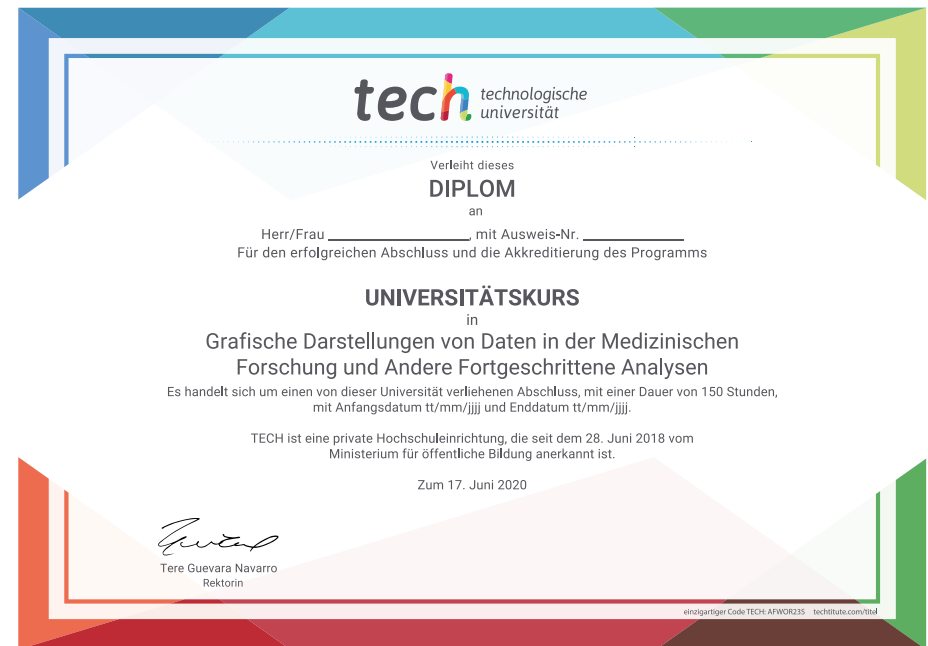 tech technologische
universität
Verleiht dieses
DIPLOM
an
Herr/Frau ____________________, mit Ausweis-Nr. ______________
Für den erfolgreichen Abschluss und die Akkreditierung des Programms
UNIVERSITÄTSKURS
in
Grafische Darstellungen von Daten in der Medizinischen
Forschung und Andere Fortgeschrittene Analysen
Es handelt sich um einen von dieser Universität verliehenen Abschluss, mit einer Dauer von 150 Stunden,
mit Anfangsdatum tt/mm/jjjj und Enddatum tt/mm/jjjj.
TECH ist eine private Hochschuleinrichtung, die seit dem 28. Juni 2018 vom
Ministerium für öffentliche Bildung anerkannt ist.
Zum 17. Juni 2020
Tere Guevara Navarro
Rektorin
einzigartiger Code TECH: AFWOR235 techtitute.com/titel